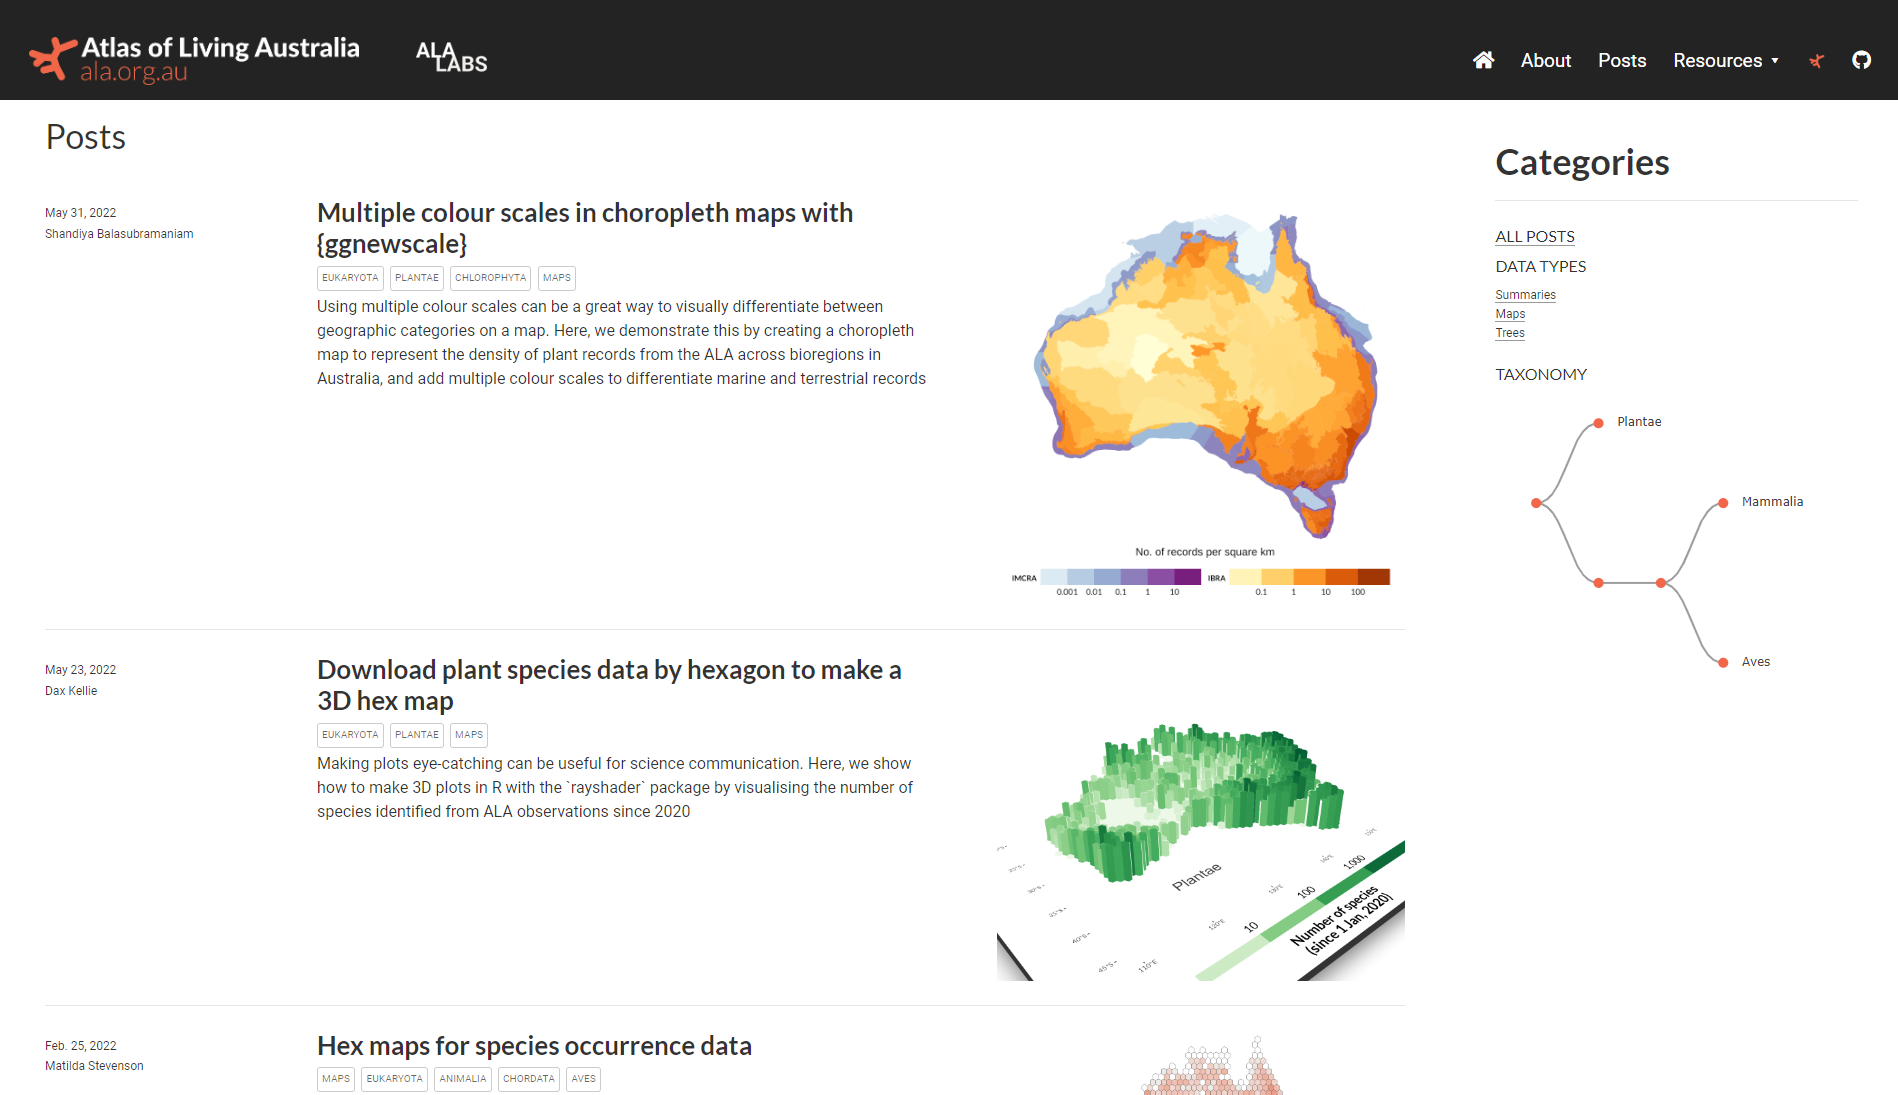 Atlas of Living Australia
ala.org.au
ALA
LABS
About
Posts
Resources
Posts
May 31, 2022
Shandiya Balasubramaniam
Multiple colour scales in choropleth maps with
{ggnewscale}
EUKARYOTA PLANTAE CHLOROPHYTA MAPS
Using multiple colour scales can be a great way to visually differentiate between
geographic categories on a map. Here, we demonstrate this by creating a choropleth
map to represent the density of plant records from the ALA across bioregions in
Australia, and add multiple colour scales to differentiate marine and terrestrial records
No. of records per square km
IMCRA
0.001 0.01 0.1 1 10
IBRA
0.1 1 10 100
May 23, 2022
Dax Kellie
Download plant species data by hexagon to make a
3D hex map
EUKARYOTA PLANTAE MAPS
Making plots eye-catching can be useful for science communication. Here, we show
how to make 3D plots in R with the `rayshader` package by visualising the number of
species identified from ALA observations since 2020
Plantae
10 100 1,000
Number of species
(since 1 Jan, 2020)
35°S
40°S
45°S
110°E
120°E
130°E
Feb. 25, 2022
Matilda Stevenson
Hex maps for species occurrence data
MAPS EUKARYOTA ANIMALIA CHORDATA AVES
Categories
ALL POSTS
DATA TYPES
Summaries
Maps
Trees
TAXONOMY
Plantae
Mammalia
Aves